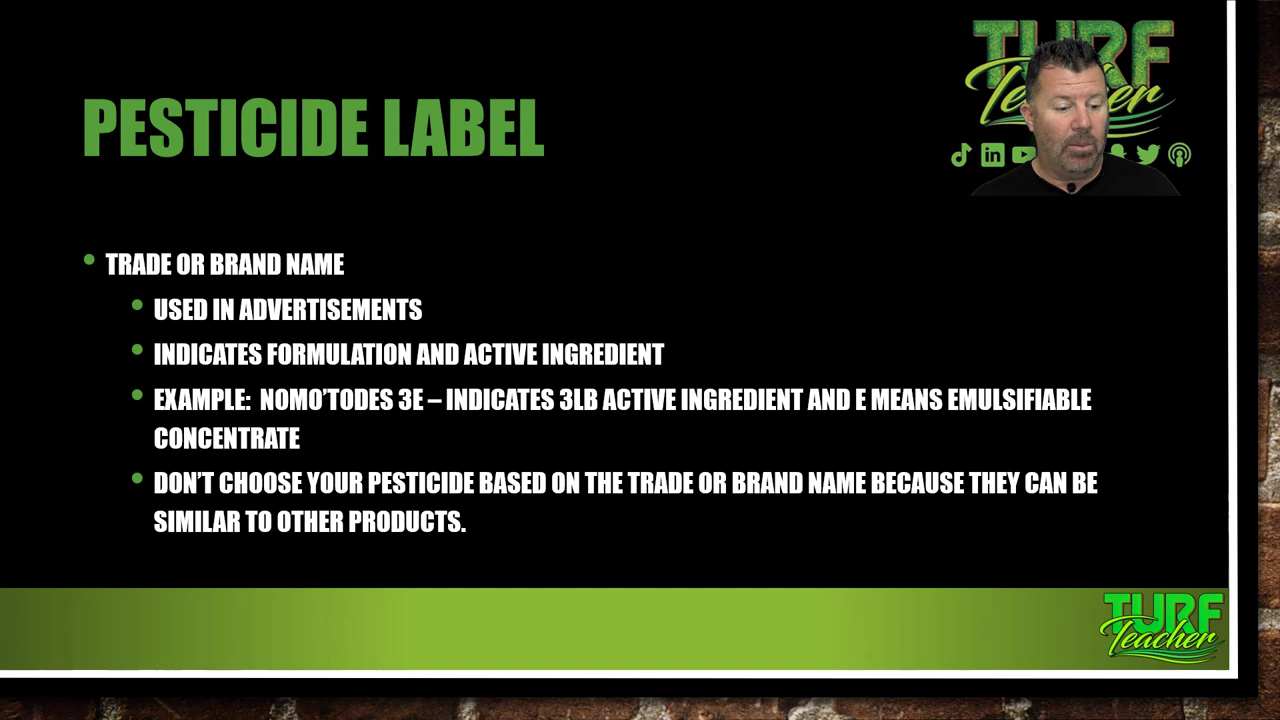 TURF
Teacher
PESTICIDE LABEL
TRADE OR BRAND NAME
USED IN ADVERTISEMENTS
INDICATES FORMULATION AND ACTIVE INGREDIENT
EXAMPLE: NOMO'TODES 3E – INDICATES 3LB ACTIVE INGREDIENT AND E MEANS EMULSIFIABLE
CONCENTRATE
DON'T CHOOSE YOUR PESTICIDE BASED ON THE TRADE OR BRAND NAME BECAUSE THEY CAN BE
SIMILAR TO OTHER PRODUCTS.
TURF
Teacher